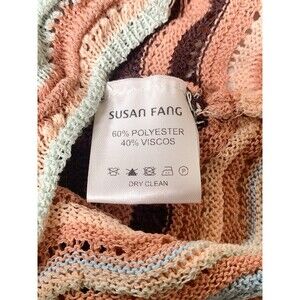 SUSAN FANG
60% POLYESTER
40% VISCOS
DRY CLEAN